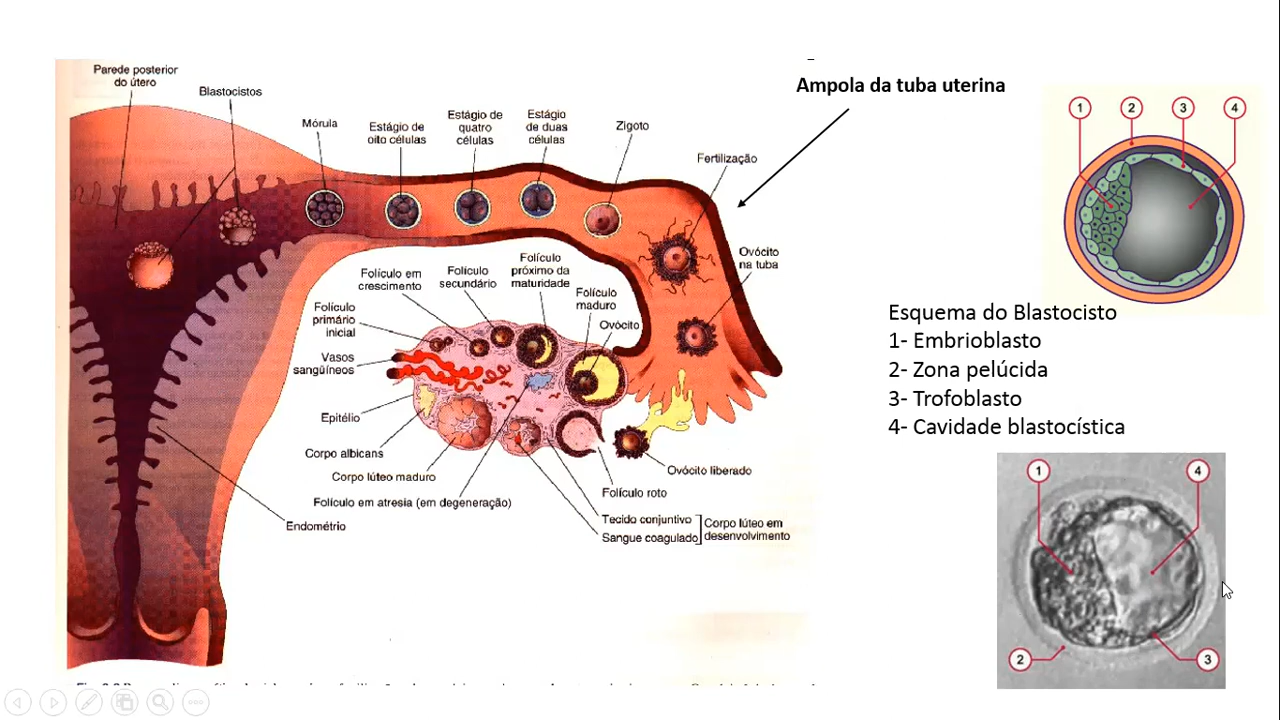 Parede posterior
do útero
Blastocistos
Mórula
Estágio de
oito células
Estágio de
quatro
células
Estágio
de duas
células
Zigoto
Fertilização
Ampola da tuba uterina
Ovócito
na tuba
Folículo em
crescimento
Folículo
secundário
Folículo
próximo da
maturidade
Folículo
maduro
Ovócito
Folículo
primário
inicial
Vasos
sangüíneos
Epitélio
Corpo albicans
Corpo lúteo maduro
Folículo em atresia (em degeneração)
Endométrio
Ovócito liberado
Folículo roto
Tecido conjuntivo
Sangue coagulado
Corpo lúteo em
desenvolvimento
1 2 3 4
Esquema do Blastocisto
1- Embrioblasto
2- Zona pelúcida
3- Trofoblasto
4- Cavidade blastocística
1 4
2 3